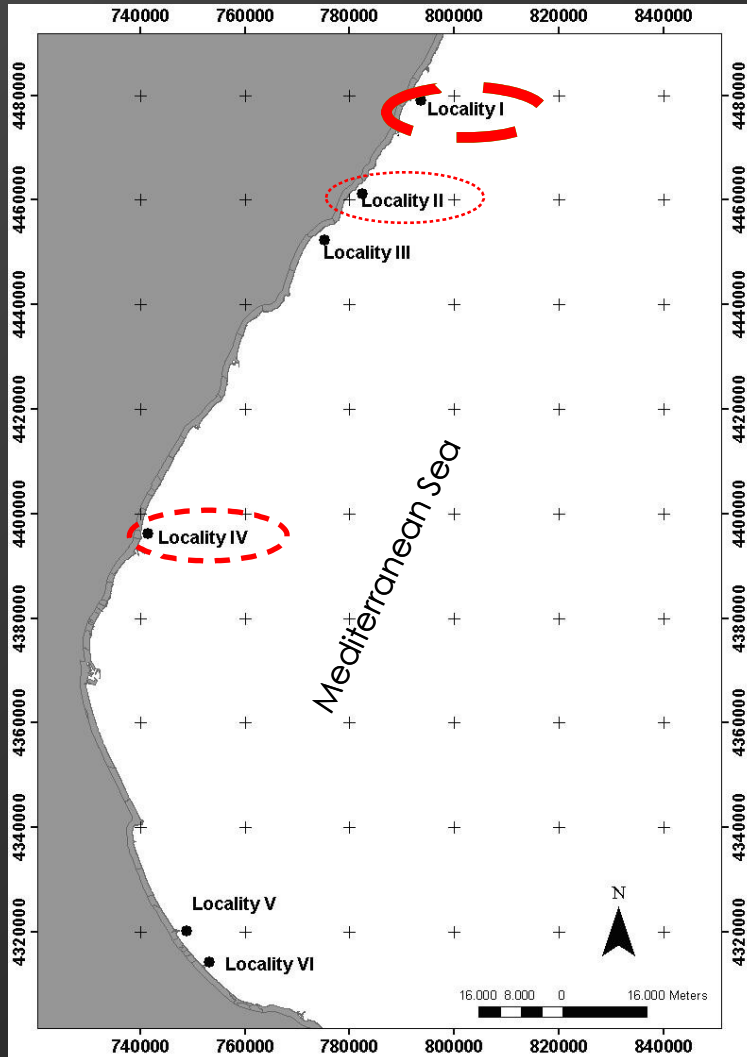 740000 760000 780000 800000 820000 840000
4480000 4480000
Locality I
4460000 4460000
Locality II
Locality III
4440000 4440000
4420000 4420000
Mediterranean Sea
4400000 4400000
Locality IV
4380000 4380000
4360000 4360000
4340000 4340000
Locality V
N
4320000 4320000
Locality VI
16.000 8.000 0 16.000 Meters
740000 760000 780000 800000 820000 840000